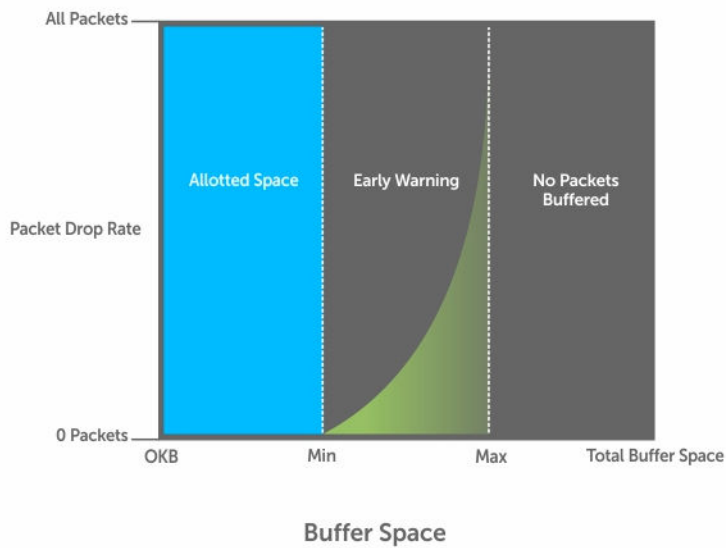 All Packets
Allotted Space
Early Warning
No Packets
Buffered
Packet Drop Rate
0 Packets
OKB
Min
Max
Total Buffer Space
Buffer Space